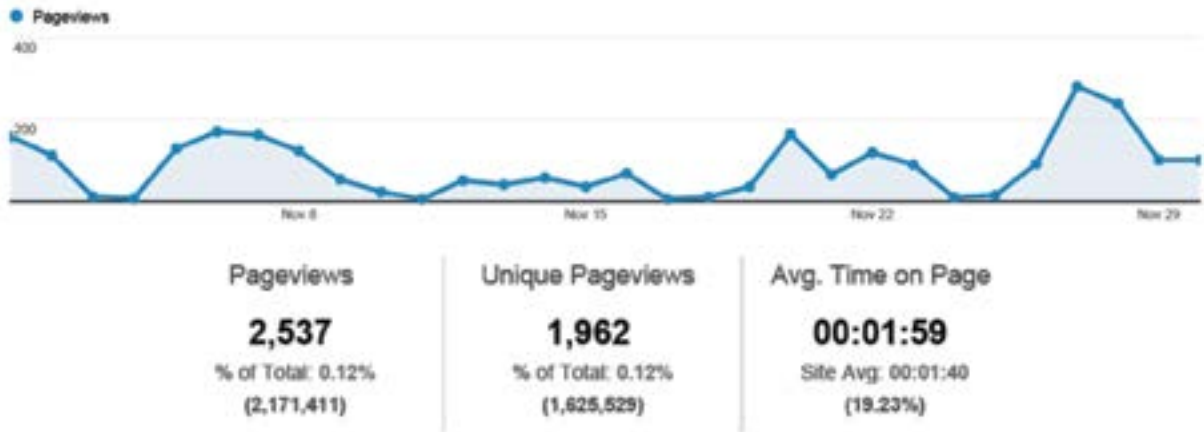 Pageviews
400
200
Nov 8
Nov 15
Nov 22
Nov 29
Pageviews
Unique Pageviews
Avg. Time on Page
2,537
1,962
00:01:59
% of Total: 0.12%
% of Total: 0.12%
Site Avg: 00:01:40
(2,171,411)
(1,625,529)
(19.23%)